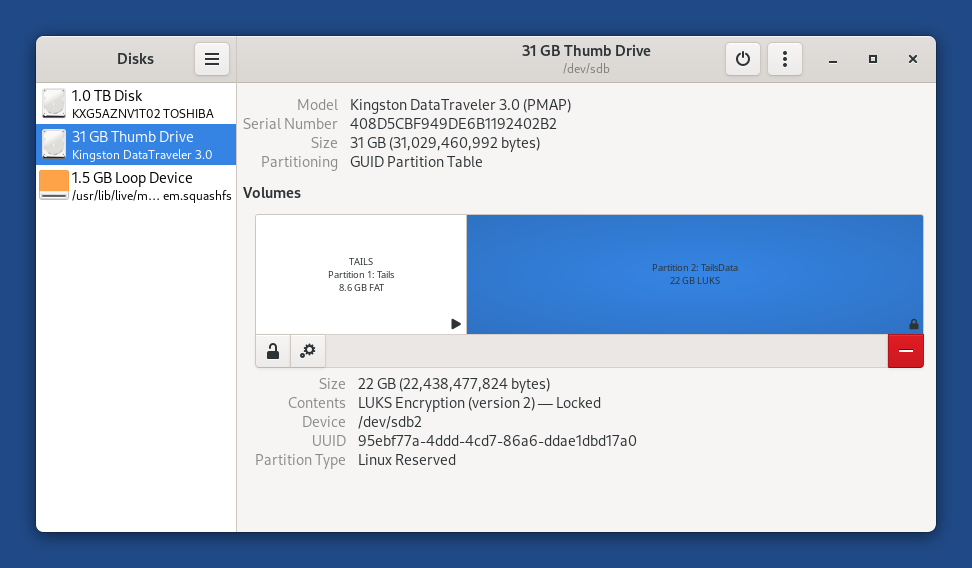 Disks
31 GB Thumb Drive
/dev/sdb
1.0 TB Disk
KXG5AZNV1T02 TOSHIBA
31 GB Thumb Drive
Kingston DataTraveler 3.0
1.5 GB Loop Device
/usr/lib/live/m… em.squashfs
Model Kingston DataTraveler 3.0 (PMAP)
Serial Number 408D5CBF949DE6B1192402B2
Size 31 GB (31,029,460,992 bytes)
Partitioning GUID Partition Table
Volumes
TAILS
Partition 1: Tails
8.6 GB FAT
Partition 2: TailsData
22 GB LUKS
Size 22 GB (22,438,477,824 bytes)
Contents LUKS Encryption (version 2) — Locked
Device /dev/sdb2
UUID 95ebf77a-4ddd-4cd7-86a6-ddae1dbd17a0
Partition Type Linux Reserved